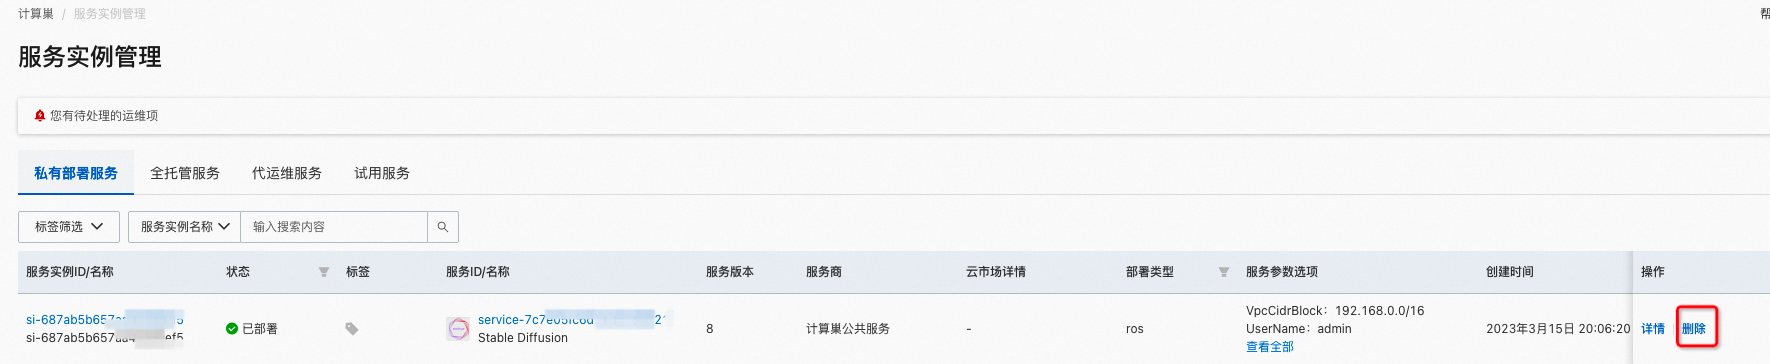 计算巢 / 服务实例管理
帮
服务实例管理
您有待处理的运维项
私有部署服务 全托管服务 代运维服务 试用服务
标签筛选 服务实例名称 输入搜索内容
服务实例ID/名称 状态 标签 服务ID/名称 服务版本 服务商 云市场详情 部署类型 服务参数选项 创建时间 操作
si-687ab5b657
si-687ab5b657
已部署
service-7c7e05fc6d
Stable Diffusion
8
计算巢公共服务
-
ros
VpcCidrBlock：192.168.0.0/16
UserName：admin
查看全部
2023年3月15日 20:06:20
详情 删除